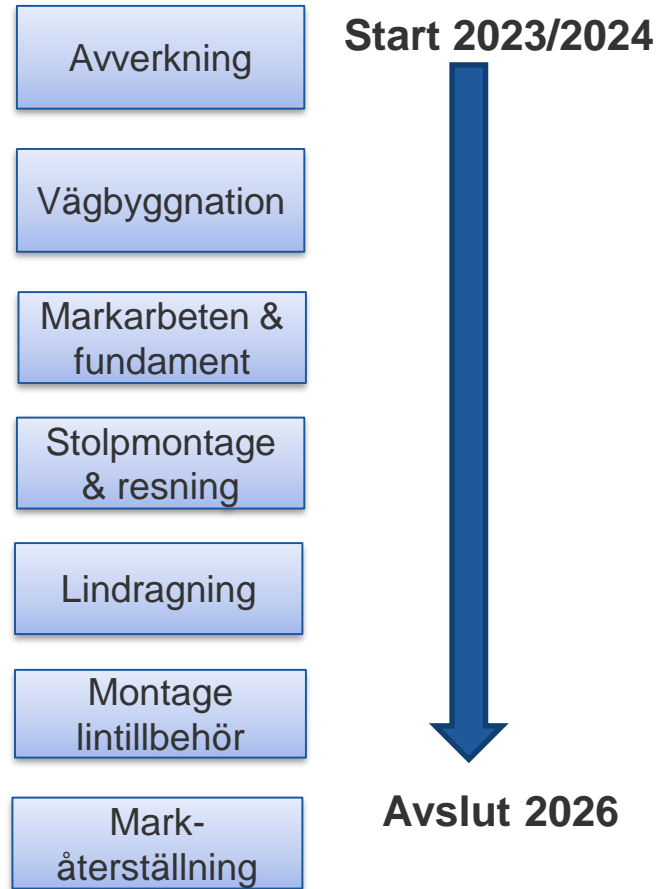 Avverkning
Start 2023/2024
Vägbyggnation
Markarbeten &
fundament
Stolpmontage
& resning
Lindragning
Montage
lintillbehör
Mark-
återställning
Avslut 2026